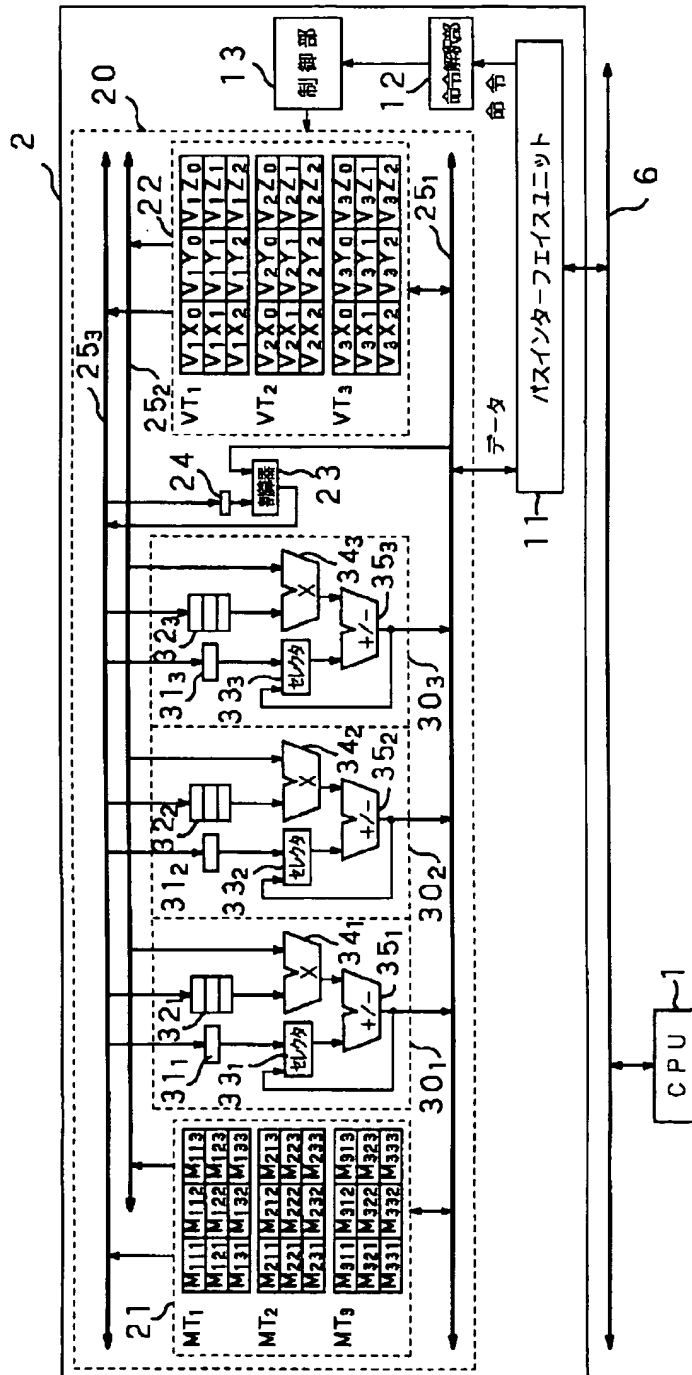 2
20
13
制御部
12
命令解釈部
命令
バスインターフェイスユニット
11
データ
6
CPU
1
25₃
25₂
25₁
22
VT₁
V₁X₀ V₁Y₀ V₁Z₀
V₁X₁ V₁Y₁ V₁Z₁
V₁X₂ V₁Y₂ V₁Z₂
VT₂
V₂X₀ V₂Y₀ V₂Z₀
V₂X₁ V₂Y₁ V₂Z₁
V₂X₂ V₂Y₂ V₂Z₂
VT₃
V₃X₀ V₃Y₀ V₃Z₀
V₃X₁ V₃Y₁ V₃Z₁
V₃X₂ V₃Y₂ V₃Z₂
24
割算器
23
31₃
32₃
セレクタ
33₃
×
34₃
+/−
35₃
30₃
31₂
32₂
セレクタ
33₂
×
34₂
+/−
35₂
30₂
31₁
32₁
セレクタ
33₁
×
34₁
+/−
35₁
30₁
21
MT₁
M₁₁₁ M₁₁₂ M₁₁₃
M₁₂₁ M₁₂₂ M₁₂₃
M₁₃₁ M₁₃₂ M₁₃₃
MT₂
M₂₁₁ M₂₁₂ M₂₁₃
M₂₂₁ M₂₂₂ M₂₂₃
M₂₃₁ M₂₃₂ M₂₃₃
MT₃
M₃₁₁ M₃₁₂ M₃₁₃
M₃₂₁ M₃₂₂ M₃₂₃
M₃₃₁ M₃₃₂ M₃₃₃